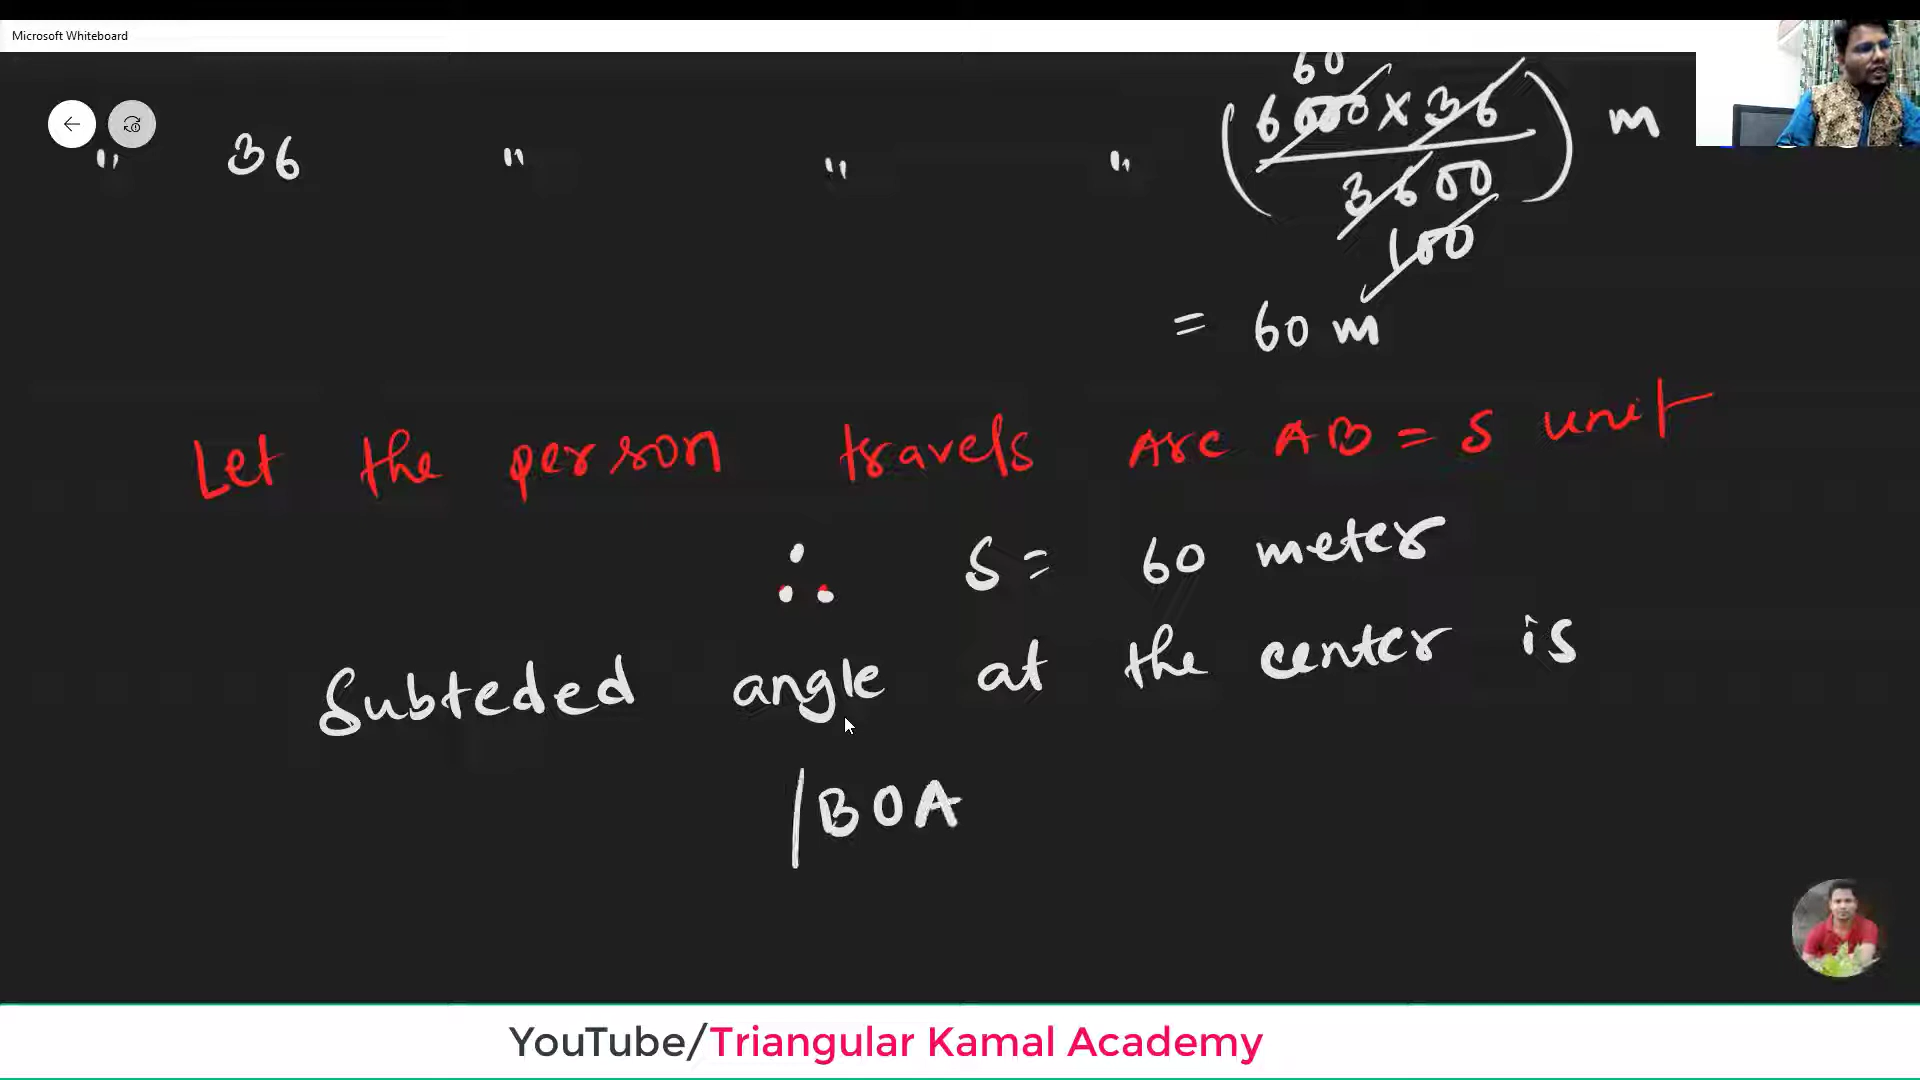 Microsoft Whiteboard
60
" 36 " " " (6000 x 36 / 3600) m
100
= 60 m
Let the person travels Arc AB = S unit
∴ S = 60 meter
Subteded angle at the center is
∠BOA
YouTube/Triangular Kamal Academy